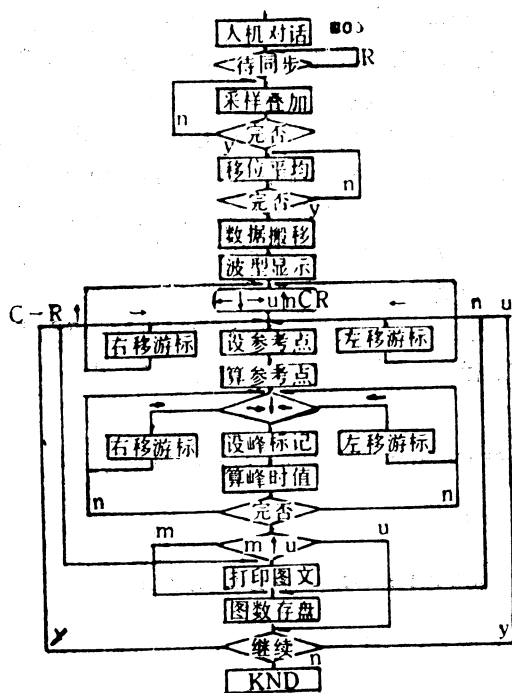 人机对话
待同步 R
采样叠加
n
完否
y
移位平均
n
完否
y
数据搬移
波型显示
←↓→u m C R
C－R ↑ → ← n u
右移游标 设参考点 左移游标
算参考点
← →↓← ←
右移游标 设峰标记 左移游标
算峰时值
n 完否 n
m m↑u u
打印图文
图数存盘
y 继续 y
n
KND